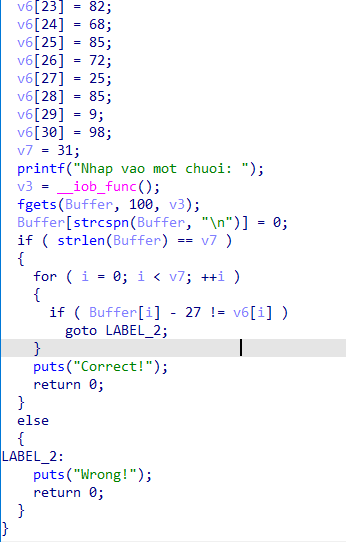 v6[23] = 82;
v6[24] = 68;
v6[25] = 85;
v6[26] = 72;
v6[27] = 25;
v6[28] = 85;
v6[29] = 9;
v6[30] = 98;
v7 = 31;
printf("Nhap vao mot chuoi: ");
v3 = __iob_func();
fgets(Buffer, 100, v3);
Buffer[strcspn(Buffer, "\n")] = 0;
if ( strlen(Buffer) == v7 )
{
for ( i = 0; i < v7; ++i )
{
if ( Buffer[i] - 27 != v6[i] )
goto LABEL_2;
}
puts("Correct!");
return 0;
}
else
{
LABEL_2:
puts("Wrong!");
return 0;
}
}